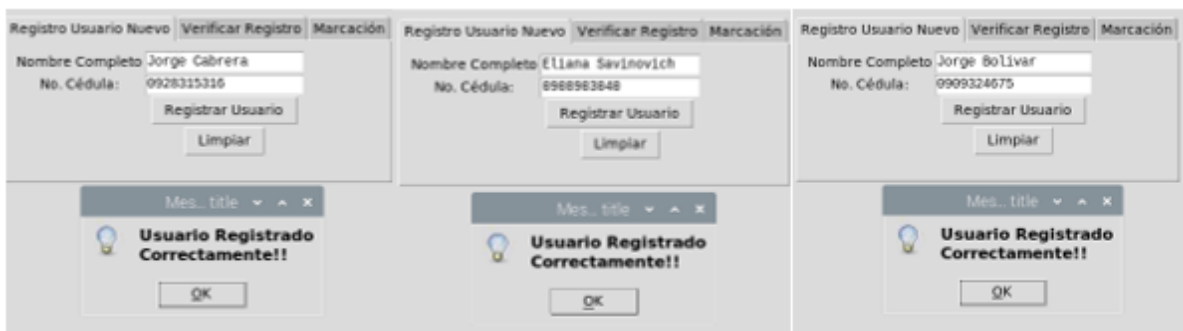 Registro Usuario Nuevo Verificar Registro Marcación
Nombre Completo Jorge Cabrera
No. Cédula: 0928315316
Registrar Usuario
Limpiar
Mes.. title
Usuario Registrado
Correctamente!!
OK
Registro Usuario Nuevo Verificar Registro Marcación
Nombre Completo Eliana Savinovich
No. Cédula:
Registrar Usuario
Limpiar
Mes.. title
Usuario Registrado
Correctamente!!
OK
Registro Usuario Nuevo Verificar Registro Marcación
Nombre Completo Jorge Bolivar
No. Cédula: 0909324675
Registrar Usuario
Limpiar
Mes.. title
Usuario Registrado
Correctamente!!
OK